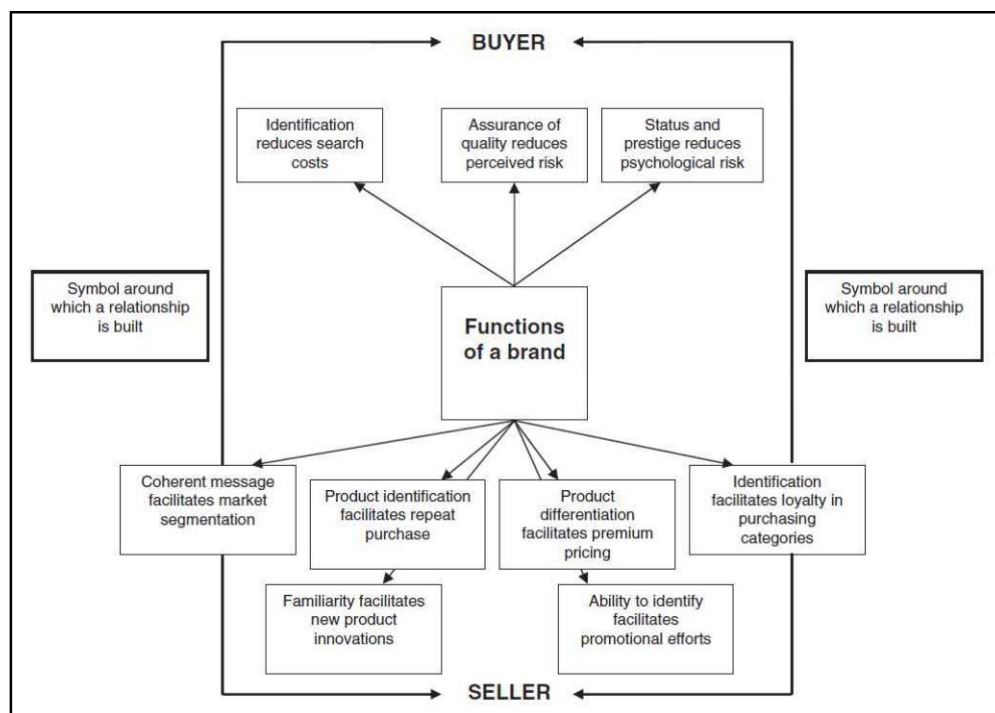 BUYER
Identification
reduces search
costs
Assurance of
quality reduces
perceived risk
Status and
prestige reduces
psychological risk
Symbol around
which a relationship
is built
Functions
of a brand
Symbol around
which a relationship
is built
Coherent message
facilitates market
segmentation
Product identification
facilitates repeat
purchase
Product
differentiation
facilitates premium
pricing
Identification
facilitates loyalty in
purchasing
categories
Familiarity facilitates
new product
innovations
Ability to identify
facilitates
promotional efforts
SELLER